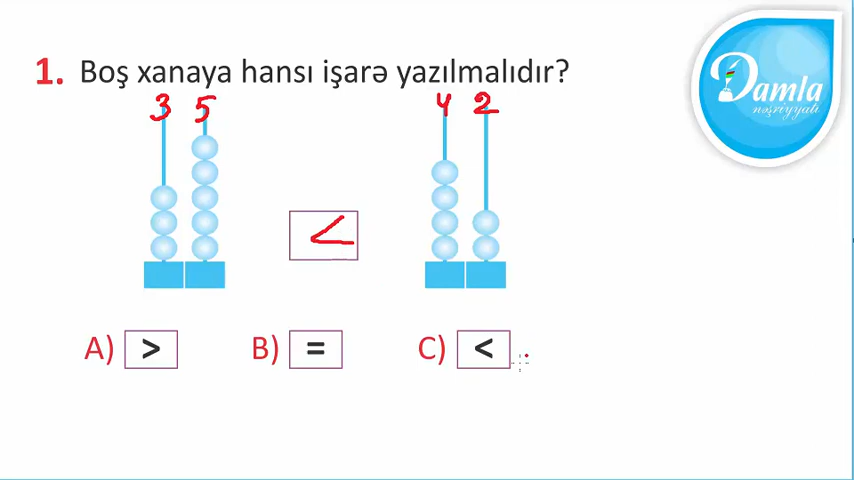 1. Boş xanaya hansı işarə yazılmalıdır?
3 5 4 2
<
A) > B) = C) <
Damla
nəşriyyatı